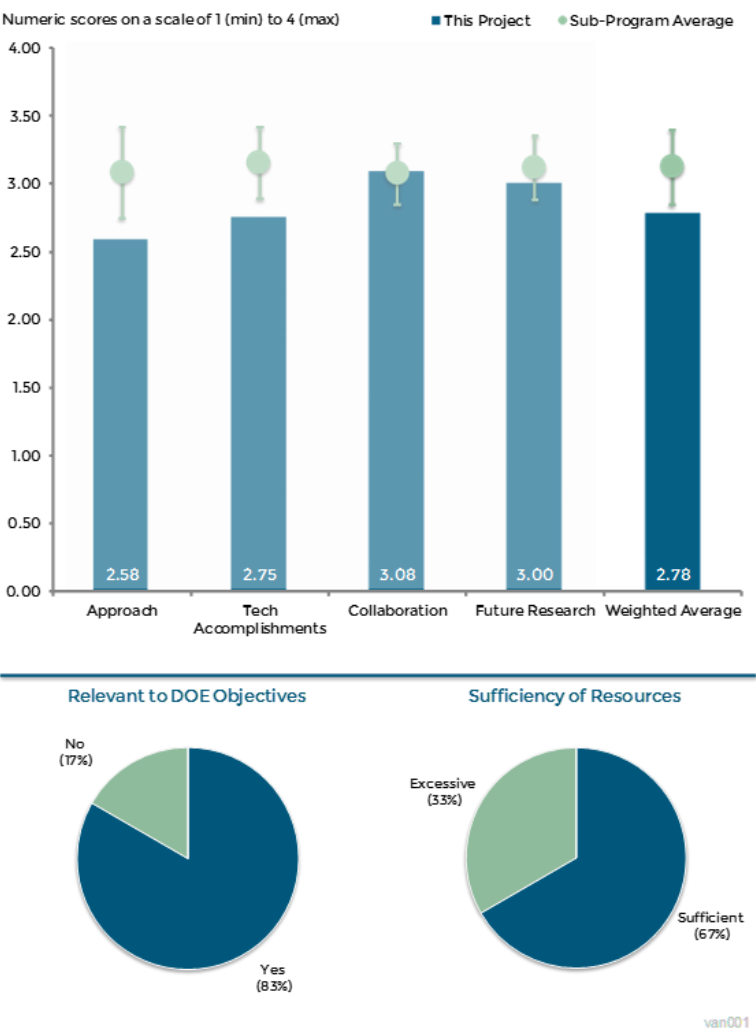 Numeric scores on a scale of 1 (min) to 4 (max)
This Project
Sub-Program Average
4.00
3.50
3.00
2.50
2.00
1.50
1.00
0.50
0.00
2.58
2.75
3.08
3.00
2.78
Approach
Tech
Accomplishments
Collaboration
Future Research
Weighted Average
Relevant to DOE Objectives
No
(17%)
Yes
(83%)
Sufficiency of Resources
Excessive
(33%)
Sufficient
(67%)
van001